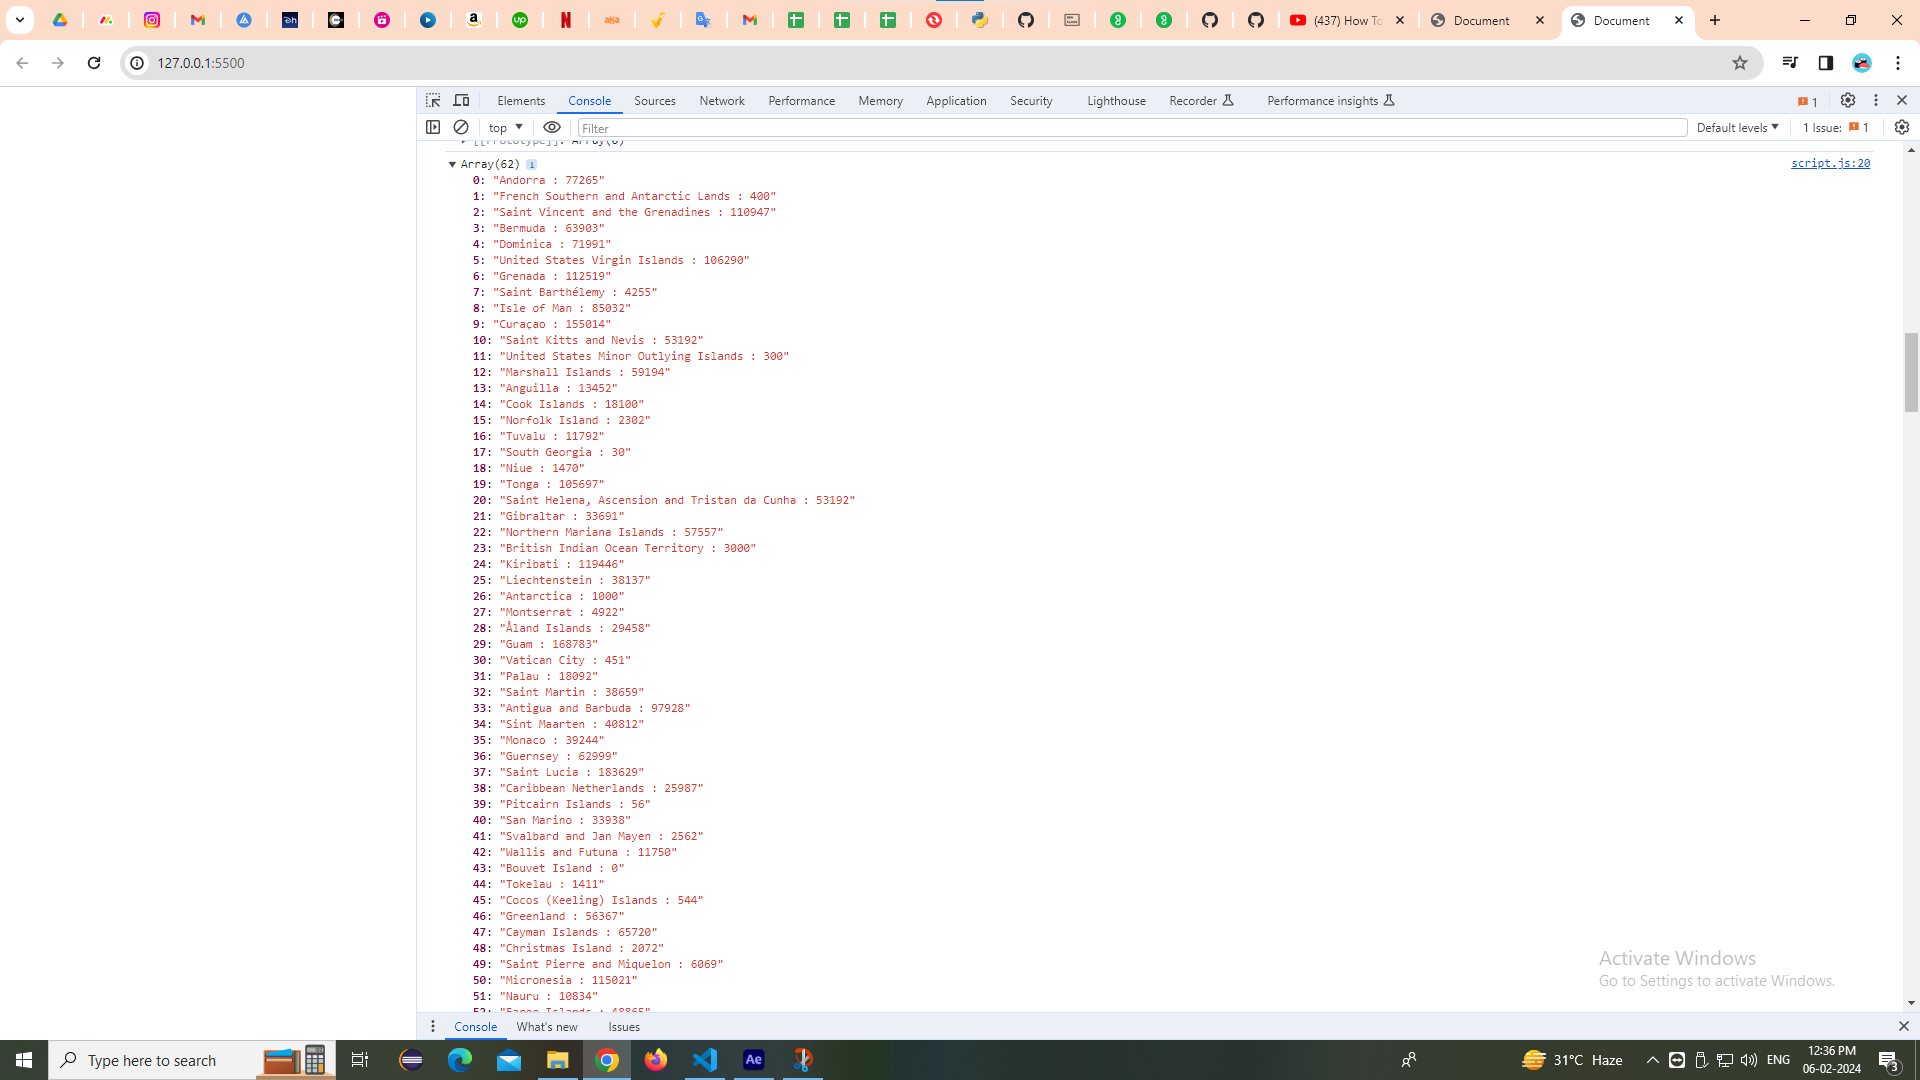 (437) How To
Document
Document
127.0.0.1:5500
Elements Console Sources Network Performance Memory Application Security Lighthouse Recorder Performance insights 1
top Filter Default levels 1 Issue: 1
[[Prototype]]: Array(0)
Array(62) i script.js:20
0: "Andorra : 77265"
1: "French Southern and Antarctic Lands : 400"
2: "Saint Vincent and the Grenadines : 110947"
3: "Bermuda : 63903"
4: "Dominica : 71991"
5: "United States Virgin Islands : 106290"
6: "Grenada : 112519"
7: "Saint Barthélemy : 4255"
8: "Isle of Man : 85032"
9: "Curaçao : 155014"
10: "Saint Kitts and Nevis : 53192"
11: "United States Minor Outlying Islands : 300"
12: "Marshall Islands : 59194"
13: "Anguilla : 13452"
14: "Cook Islands : 18100"
15: "Norfolk Island : 2302"
16: "Tuvalu : 11792"
17: "South Georgia : 30"
18: "Niue : 1470"
19: "Tonga : 105697"
20: "Saint Helena, Ascension and Tristan da Cunha : 53192"
21: "Gibraltar : 33691"
22: "Northern Mariana Islands : 57557"
23: "British Indian Ocean Territory : 3000"
24: "Kiribati : 119446"
25: "Liechtenstein : 38137"
26: "Antarctica : 1000"
27: "Montserrat : 4922"
28: "Åland Islands : 29458"
29: "Guam : 168783"
30: "Vatican City : 451"
31: "Palau : 18092"
32: "Saint Martin : 38659"
33: "Antigua and Barbuda : 97928"
34: "Sint Maarten : 40812"
35: "Monaco : 39244"
36: "Guernsey : 62999"
37: "Saint Lucia : 183629"
38: "Caribbean Netherlands : 25987"
39: "Pitcairn Islands : 56"
40: "San Marino : 33938"
41: "Svalbard and Jan Mayen : 2562"
42: "Wallis and Futuna : 11750"
43: "Bouvet Island : 0"
44: "Tokelau : 1411"
45: "Cocos (Keeling) Islands : 544"
46: "Greenland : 56367"
47: "Cayman Islands : 65720"
48: "Christmas Island : 2072"
49: "Saint Pierre and Miquelon : 6069"
50: "Micronesia : 115021"
51: "Nauru : 10834"
52: "Faroe Islands : 48865"
Activate Windows
Go to Settings to activate Windows.
Console What's new Issues
Type here to search
Ae
31°C Haze
ENG
12:36 PM
06-02-2024
3